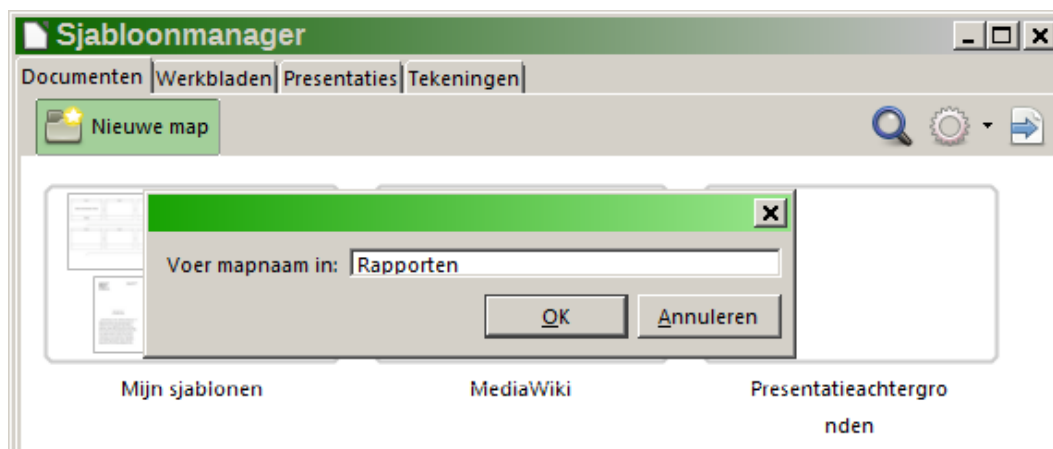 Sjabloonmanager
Documenten Werkbladen Presentaties Tekeningen
Nieuwe map
Voer mapnaam in: Rapporten
OK Annuleren
Mijn sjablonen MediaWiki Presentatieachtergro
nden